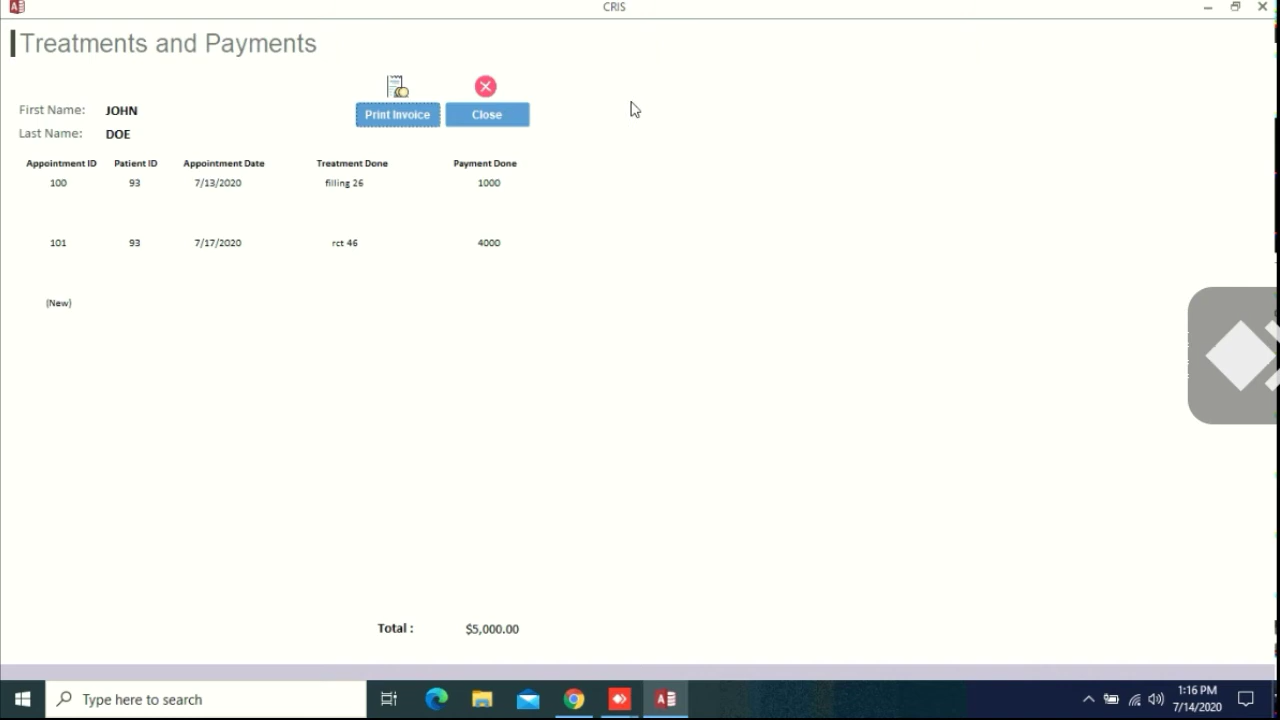 CRIS
Treatments and Payments
First Name: JOHN
Print Invoice Close
Last Name: DOE
Appointment ID Patient ID Appointment Date Treatment Done Payment Done
100 93 7/13/2020 filling 26 1000
101 93 7/17/2020 rct 46 4000
(New)
Total : $5,000.00
Type here to search
1:16 PM
7/14/2020